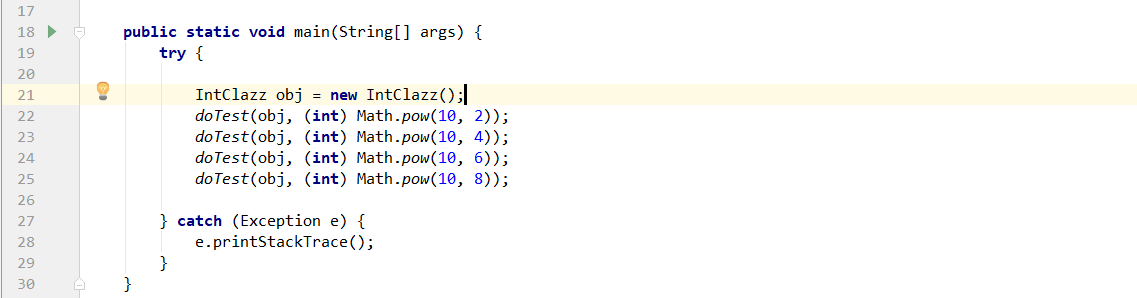 17
18 public static void main(String[] args) {
19 try {
20
21 IntClazz obj = new IntClazz();
22 doTest(obj, (int) Math.pow(10, 2));
23 doTest(obj, (int) Math.pow(10, 4));
24 doTest(obj, (int) Math.pow(10, 6));
25 doTest(obj, (int) Math.pow(10, 8));
26
27 } catch (Exception e) {
28 e.printStackTrace();
29 }
30 }